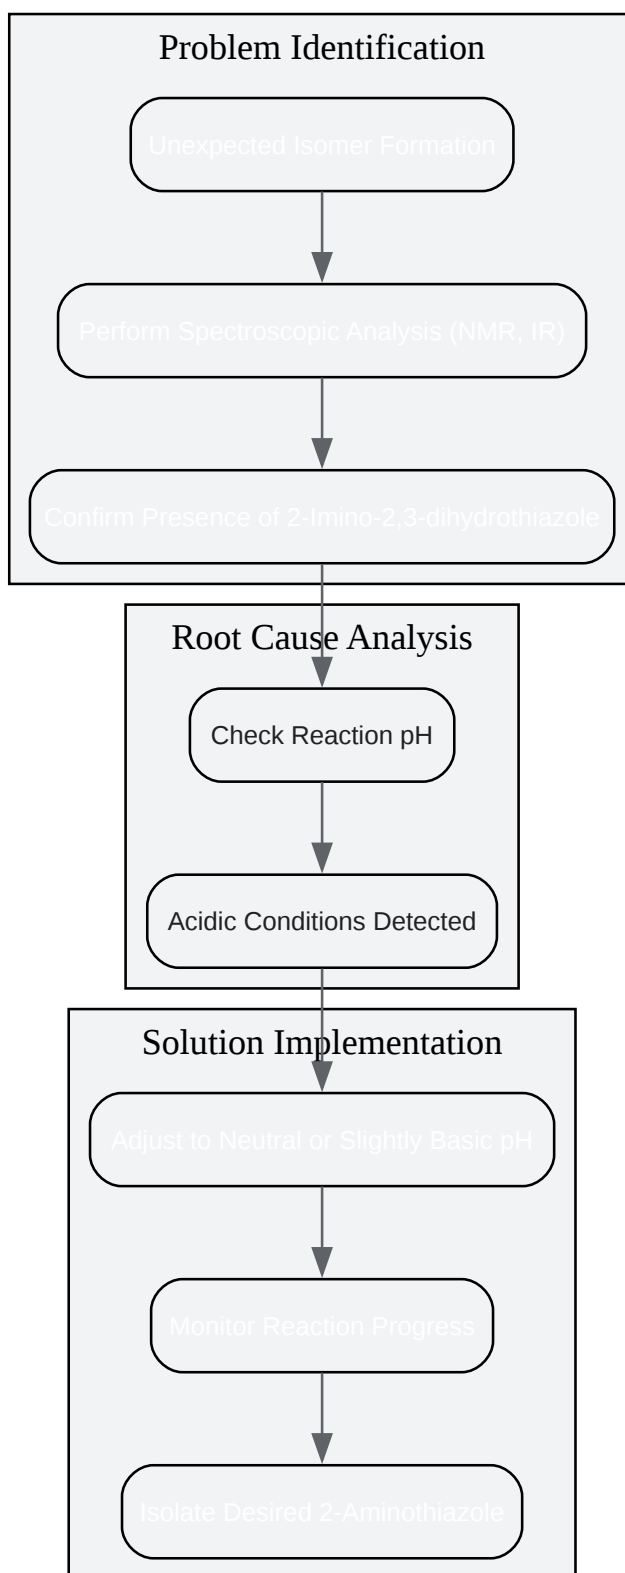 Problem Identification
Unexpected Isomer Formation
Perform Spectroscopic Analysis (NMR, IR)
Confirm Presence of 2-Imino-2,3-dihydrothiazole
Root Cause Analysis
Check Reaction pH
Acidic Conditions Detected
Solution Implementation
Adjust to Neutral or Slightly Basic pH
Monitor Reaction Progress
Isolate Desired 2-Aminothiazole